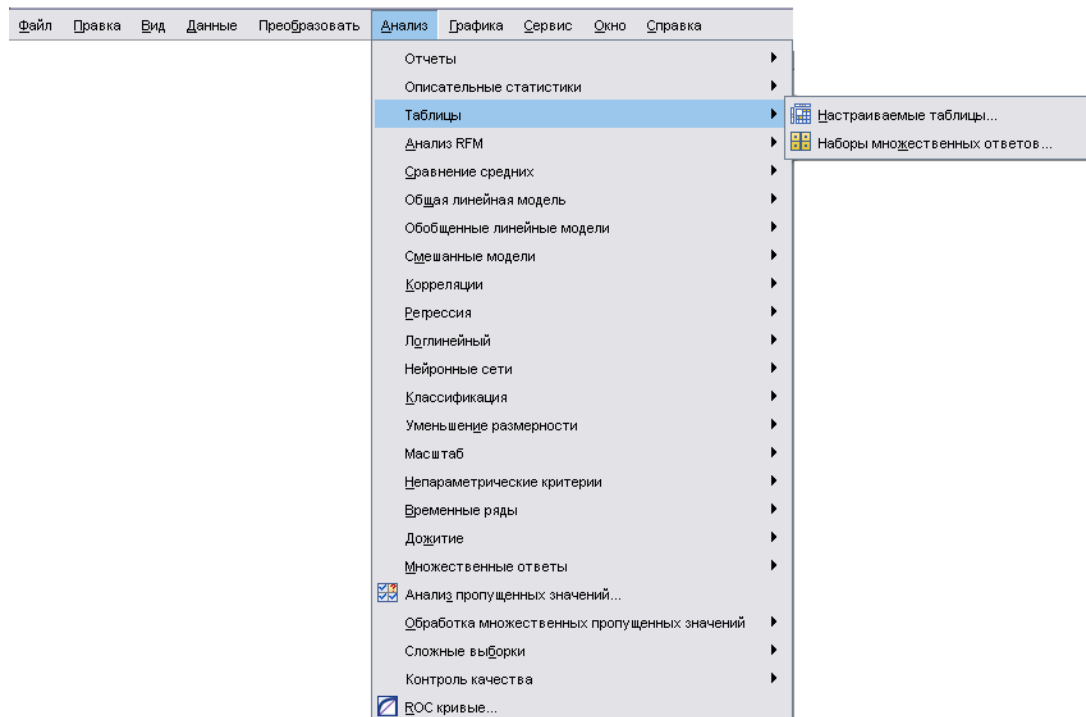 Файл Правка Вид Данные Преобразовать Анализ Графика Сервис Окно Справка
Отчеты
Описательные статистики
Таблицы
Настраиваемые таблицы...
Анализ RFM
Наборы множественных ответов...
Сравнение средних
Общая линейная модель
Обобщенные линейные модели
Смешанные модели
Корреляции
Регрессия
Логлинейный
Нейронные сети
Классификация
Уменьшение размерности
Масштаб
Непараметрические критерии
Временные ряды
Дожитие
Множественные ответы
Анализ пропущенных значений...
Обработка множественных пропущенных значений
Сложные выборки
Контроль качества
ROC кривые...